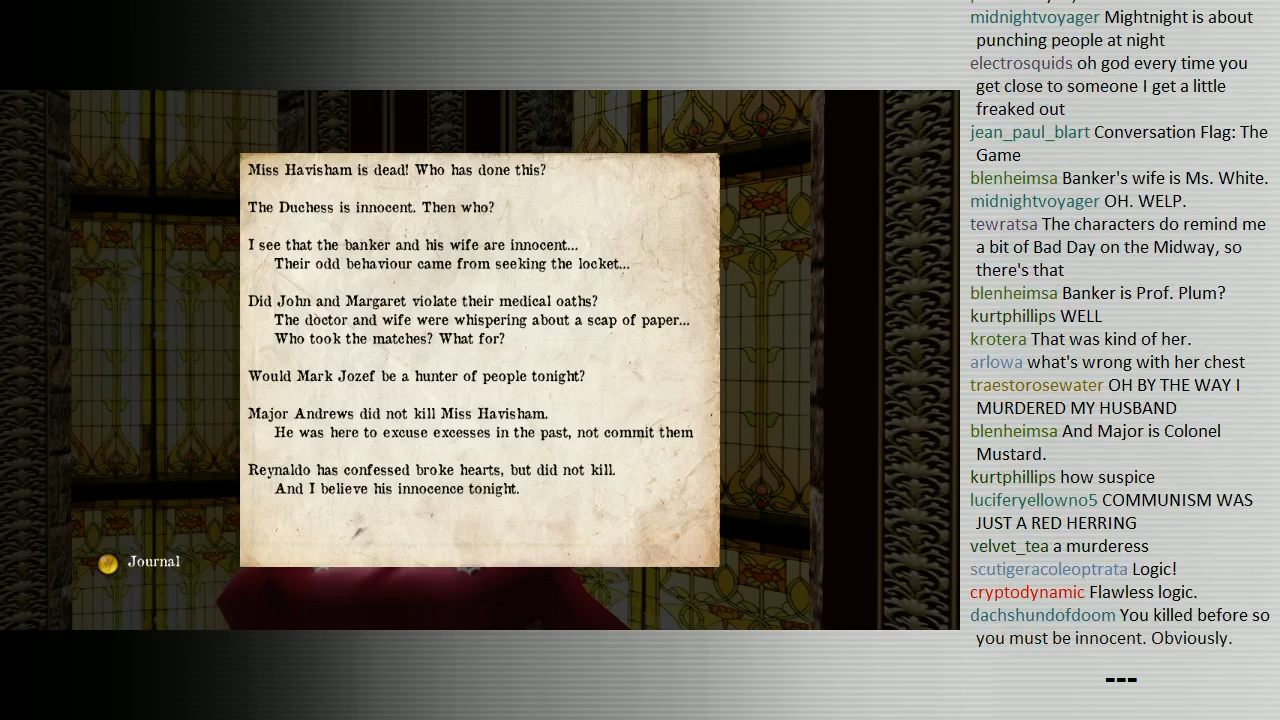 Miss Havisham is dead! Who has done this?
The Duchess is innocent. Then who?
I see that the banker and his wife are innocent...
Their odd behaviour came from seeking the locket...
Did John and Margaret violate their medical oaths?
The doctor and wife were whispering about a scap of paper...
Who took the matches? What for?
Would Mark Jozef be a hunter of people tonight?
Major Andrews did not kill Miss Havisham.
He was here to excuse excesses in the past, not commit them
Reynaldo has confessed broke hearts, but did not kill.
And I believe his innocence tonight.
Journal
midnightvoyager Mightnight is about
punching people at night
electrosquids oh god every time you
get close to someone I get a little
freaked out
jean_paul_blart Conversation Flag: The
Game
blenheimsa Banker's wife is Ms. White.
midnightvoyager OH. WELP.
tewratsa The characters do remind me
a bit of Bad Day on the Midway, so
there's that
blenheimsa Banker is Prof. Plum?
kurtphillips WELL
krotera That was kind of her.
arlowa what's wrong with her chest
traestorosewater OH BY THE WAY I
MURDERED MY HUSBAND
blenheimsa And Major is Colonel
Mustard.
kurtphillips how suspice
luciferyellowno5 COMMUNISM WAS
JUST A RED HERRING
velvet_tea a murderess
scutigeracoleoptrata Logic!
cryptodynamic Flawless logic.
dachshundofdoom You killed before so
you must be innocent. Obviously.
---